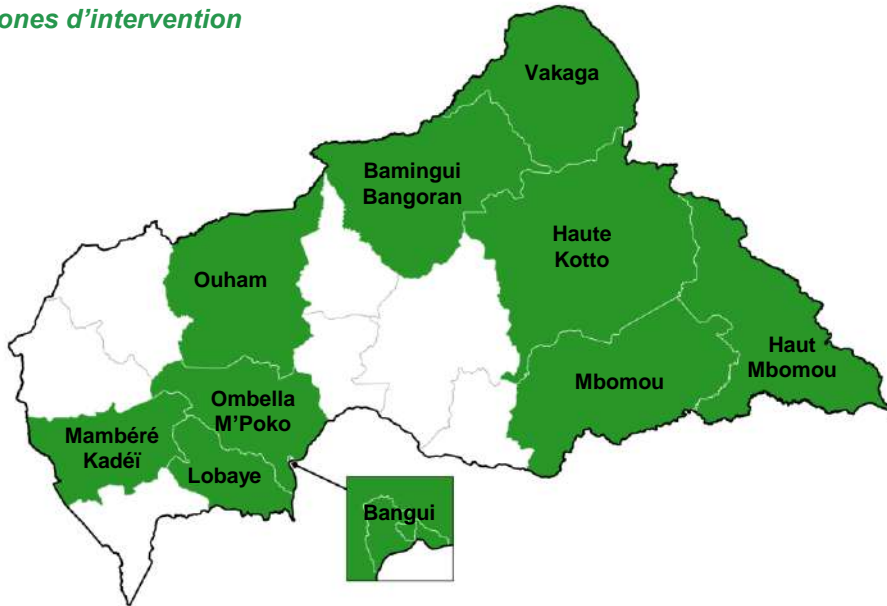 ones d’intervention
Vakaga
Bamingui
Bangoran
Haute
Kotto
Ouham
Haut
Mbomou
Mbomou
Ombella
M’Poko
Mambéré
Kadéï
Lobaye
Bangui